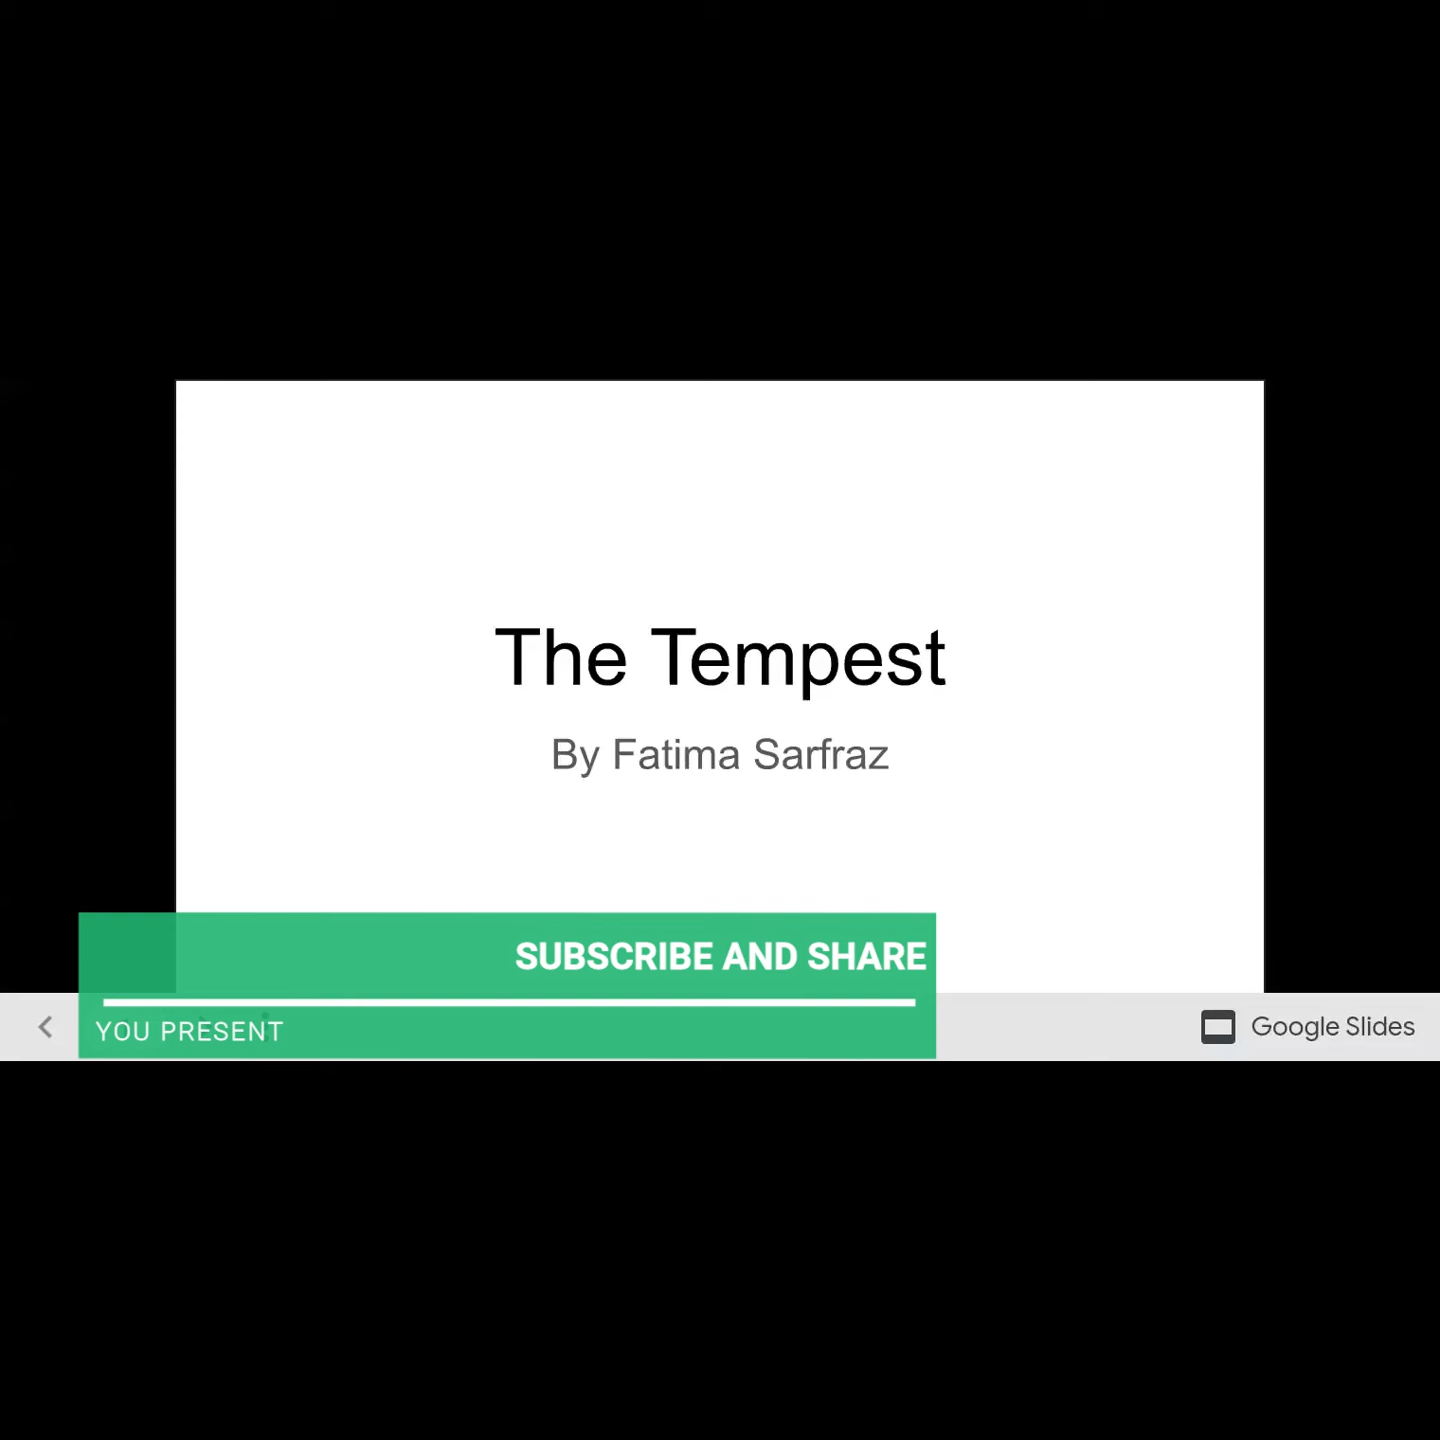 The Tempest
By Fatima Sarfraz
SUBSCRIBE AND SHARE
YOU PRESENT
Google Slides